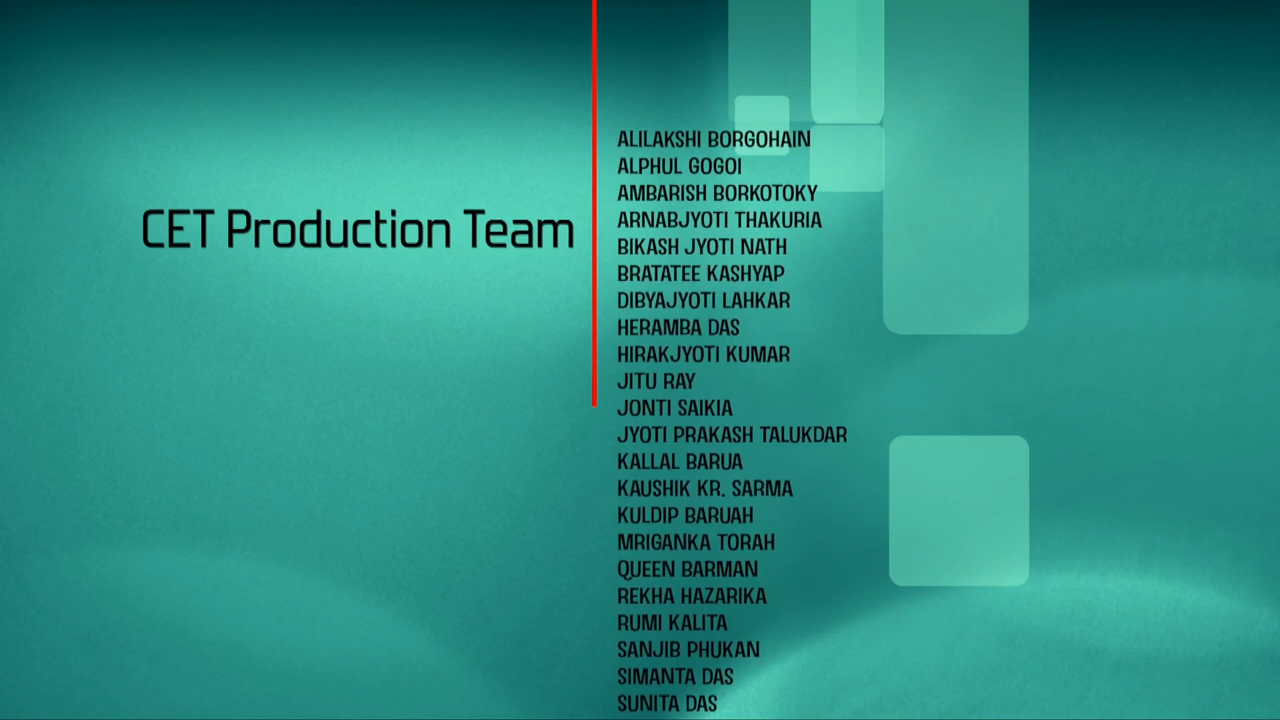 CET Production Team
ALILAKSHI BORGOHAIN
ALPHUL GOGOI
AMBARISH BORKOTOKY
ARNABJYOTI THAKURIA
BIKASH JYOTI NATH
BRATATEE KASHYAP
DIBYAJYOTI LAHKAR
HERAMBA DAS
HIRAKJYOTI KUMAR
JITU RAY
JONTI SAIKIA
JYOTI PRAKASH TALUKDAR
KALLAL BARUA
KAUSHIK KR. SARMA
KULDIP BARUAH
MRIGANKA TORAH
QUEEN BARMAN
REKHA HAZARIKA
RUMI KALITA
SANJIB PHUKAN
SIMANTA DAS
SUNITA DAS